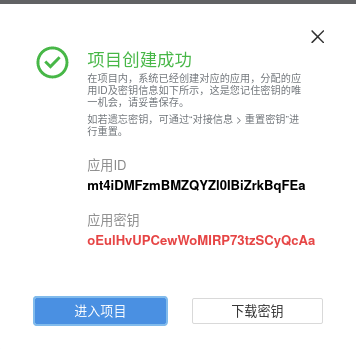 项目创建成功
在项目内，系统已经创建对应的应用，分配的应
用ID及密钥信息如下所示，这是您记住密钥的唯
一机会，请妥善保存。
如若遗忘密钥，可通过“对接信息 > 重置密钥”进
行重置。
应用ID
mt4iDMFzmBMZQYZl0IBiZrkBqFEa
应用密钥
oEulHvUPCewWoMIRP73tzSCyQcAa
进入项目
下载密钥